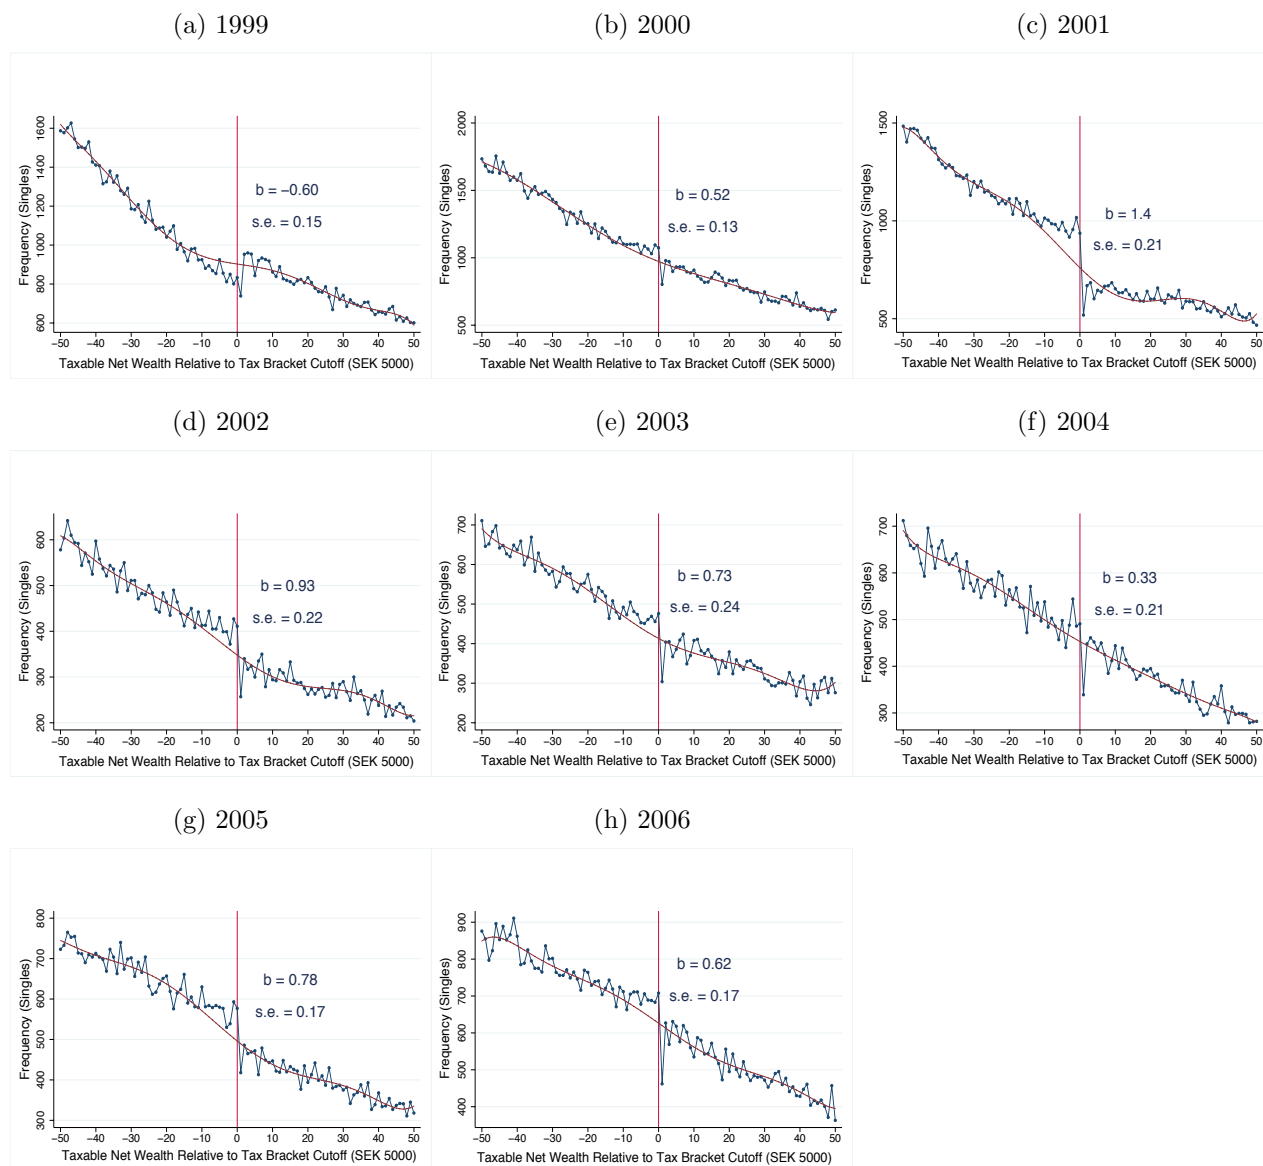 (a) 1999
Frequency (Singles)
1600
1400
1200
1000
800
600
b = −0.60
s.e. = 0.15
−50 −40 −30 −20 −10 0 10 20 30 40 50
Taxable Net Wealth Relative to Tax Bracket Cutoff (SEK 5000)
(b) 2000
Frequency (Singles)
2000
1500
1000
500
b = 0.52
s.e. = 0.13
−50 −40 −30 −20 −10 0 10 20 30 40 50
Taxable Net Wealth Relative to Tax Bracket Cutoff (SEK 5000)
(c) 2001
Frequency (Singles)
1500
1000
500
b = 1.4
s.e. = 0.21
−50 −40 −30 −20 −10 0 10 20 30 40 50
Taxable Net Wealth Relative to Tax Bracket Cutoff (SEK 5000)
(d) 2002
Frequency (Singles)
600
500
400
300
200
b = 0.93
s.e. = 0.22
−50 −40 −30 −20 −10 0 10 20 30 40 50
Taxable Net Wealth Relative to Tax Bracket Cutoff (SEK 5000)
(e) 2003
Frequency (Singles)
700
600
500
400
300
200
b = 0.73
s.e. = 0.24
−50 −40 −30 −20 −10 0 10 20 30 40 50
Taxable Net Wealth Relative to Tax Bracket Cutoff (SEK 5000)
(f) 2004
Frequency (Singles)
700
600
500
400
300
b = 0.33
s.e. = 0.21
−50 −40 −30 −20 −10 0 10 20 30 40 50
Taxable Net Wealth Relative to Tax Bracket Cutoff (SEK 5000)
(g) 2005
Frequency (Singles)
800
700
600
500
400
300
b = 0.78
s.e. = 0.17
−50 −40 −30 −20 −10 0 10 20 30 40 50
Taxable Net Wealth Relative to Tax Bracket Cutoff (SEK 5000)
(h) 2006
Frequency (Singles)
900
800
700
600
500
400
b = 0.62
s.e. = 0.17
−50 −40 −30 −20 −10 0 10 20 30 40 50
Taxable Net Wealth Relative to Tax Bracket Cutoff (SEK 5000)